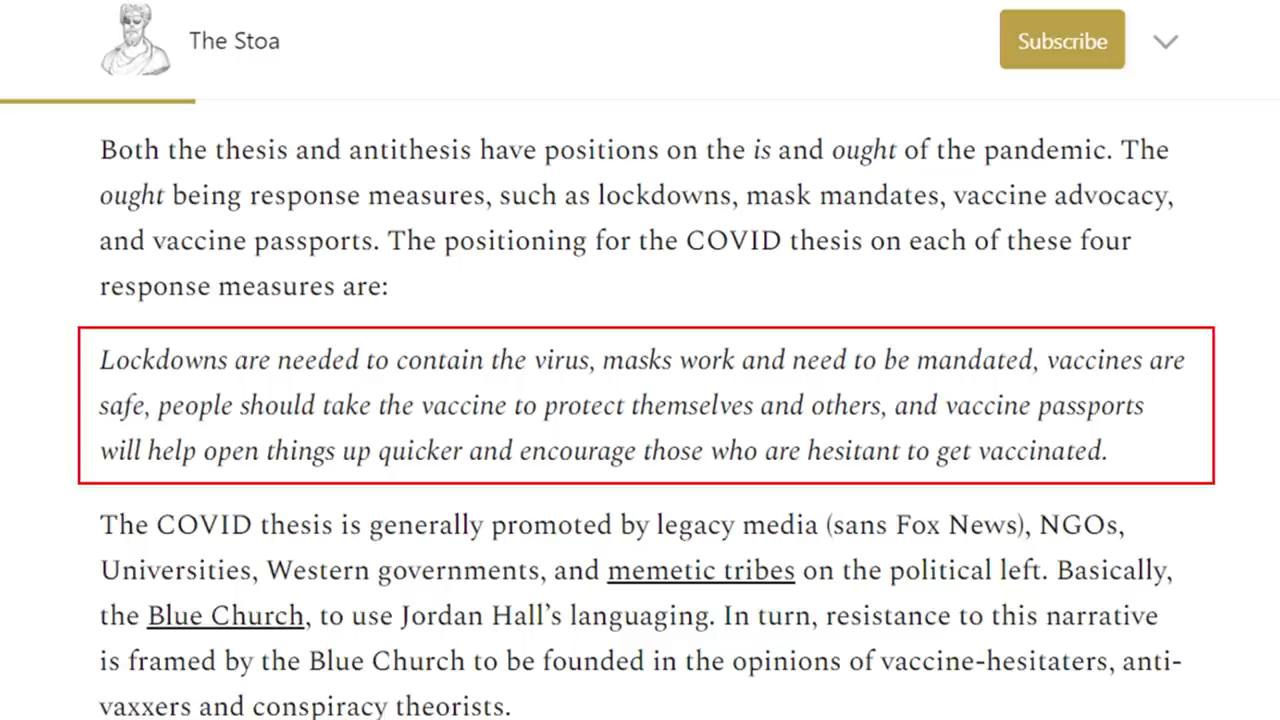 The Stoa
Subscribe
Both the thesis and antithesis have positions on the is and ought of the pandemic. The
ought being response measures, such as lockdowns, mask mandates, vaccine advocacy,
and vaccine passports. The positioning for the COVID thesis on each of these four
response measures are:
Lockdowns are needed to contain the virus, masks work and need to be mandated, vaccines are
safe, people should take the vaccine to protect themselves and others, and vaccine passports
will help open things up quicker and encourage those who are hesitant to get vaccinated.
The COVID thesis is generally promoted by legacy media (sans Fox News), NGOs,
Universities, Western governments, and memetic tribes on the political left. Basically,
the Blue Church, to use Jordan Hall’s languaging. In turn, resistance to this narrative
is framed by the Blue Church to be founded in the opinions of vaccine-hesitaters, anti-
vaxxers and conspiracy theorists.